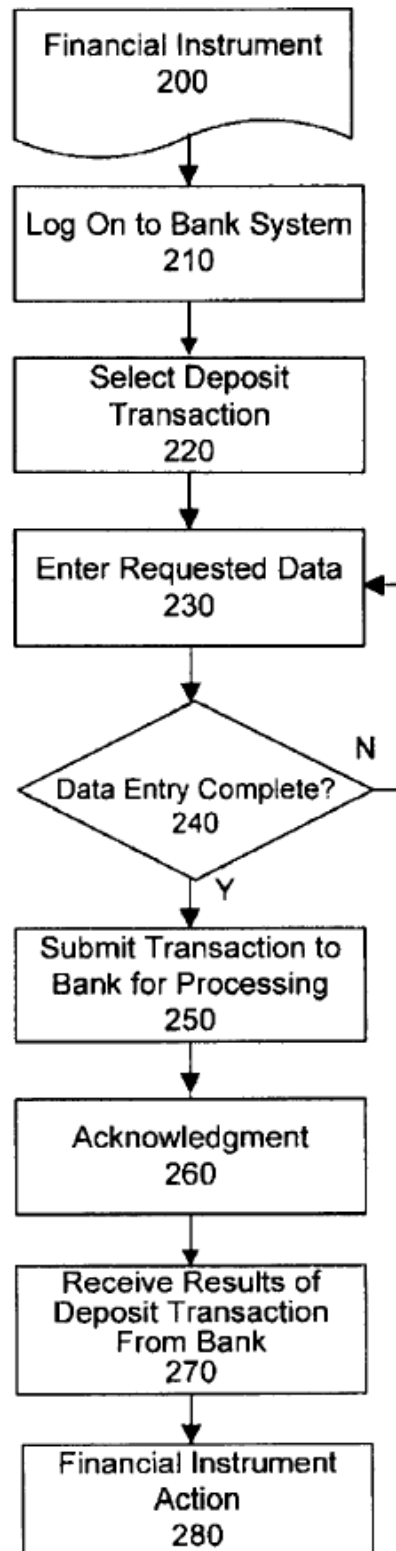 Financial Instrument
200
Log On to Bank System
210
Select Deposit
Transaction
220
Enter Requested Data
230
N
Data Entry Complete?
240
Y
Submit Transaction to
Bank for Processing
250
Acknowledgment
260
Receive Results of
Deposit Transaction
From Bank
270
Financial Instrument
Action
280